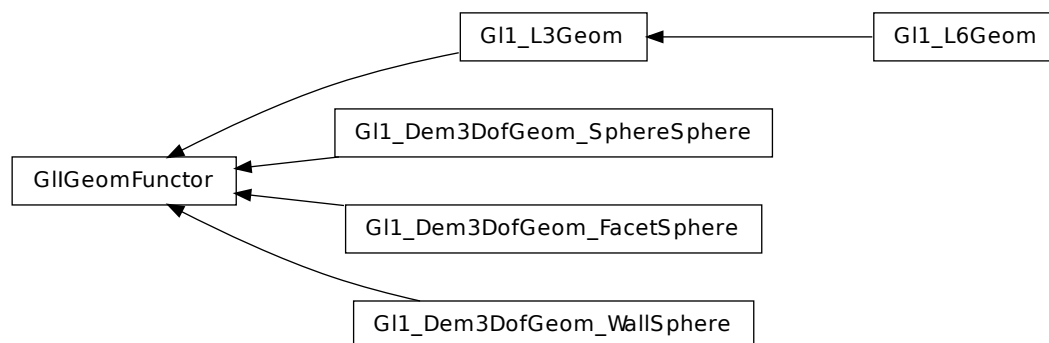 Gl1_L3Geom
Gl1_L6Geom
Gl1_Dem3DofGeom_SphereSphere
GlIGeomFunctor
Gl1_Dem3DofGeom_FacetSphere
Gl1_Dem3DofGeom_WallSphere